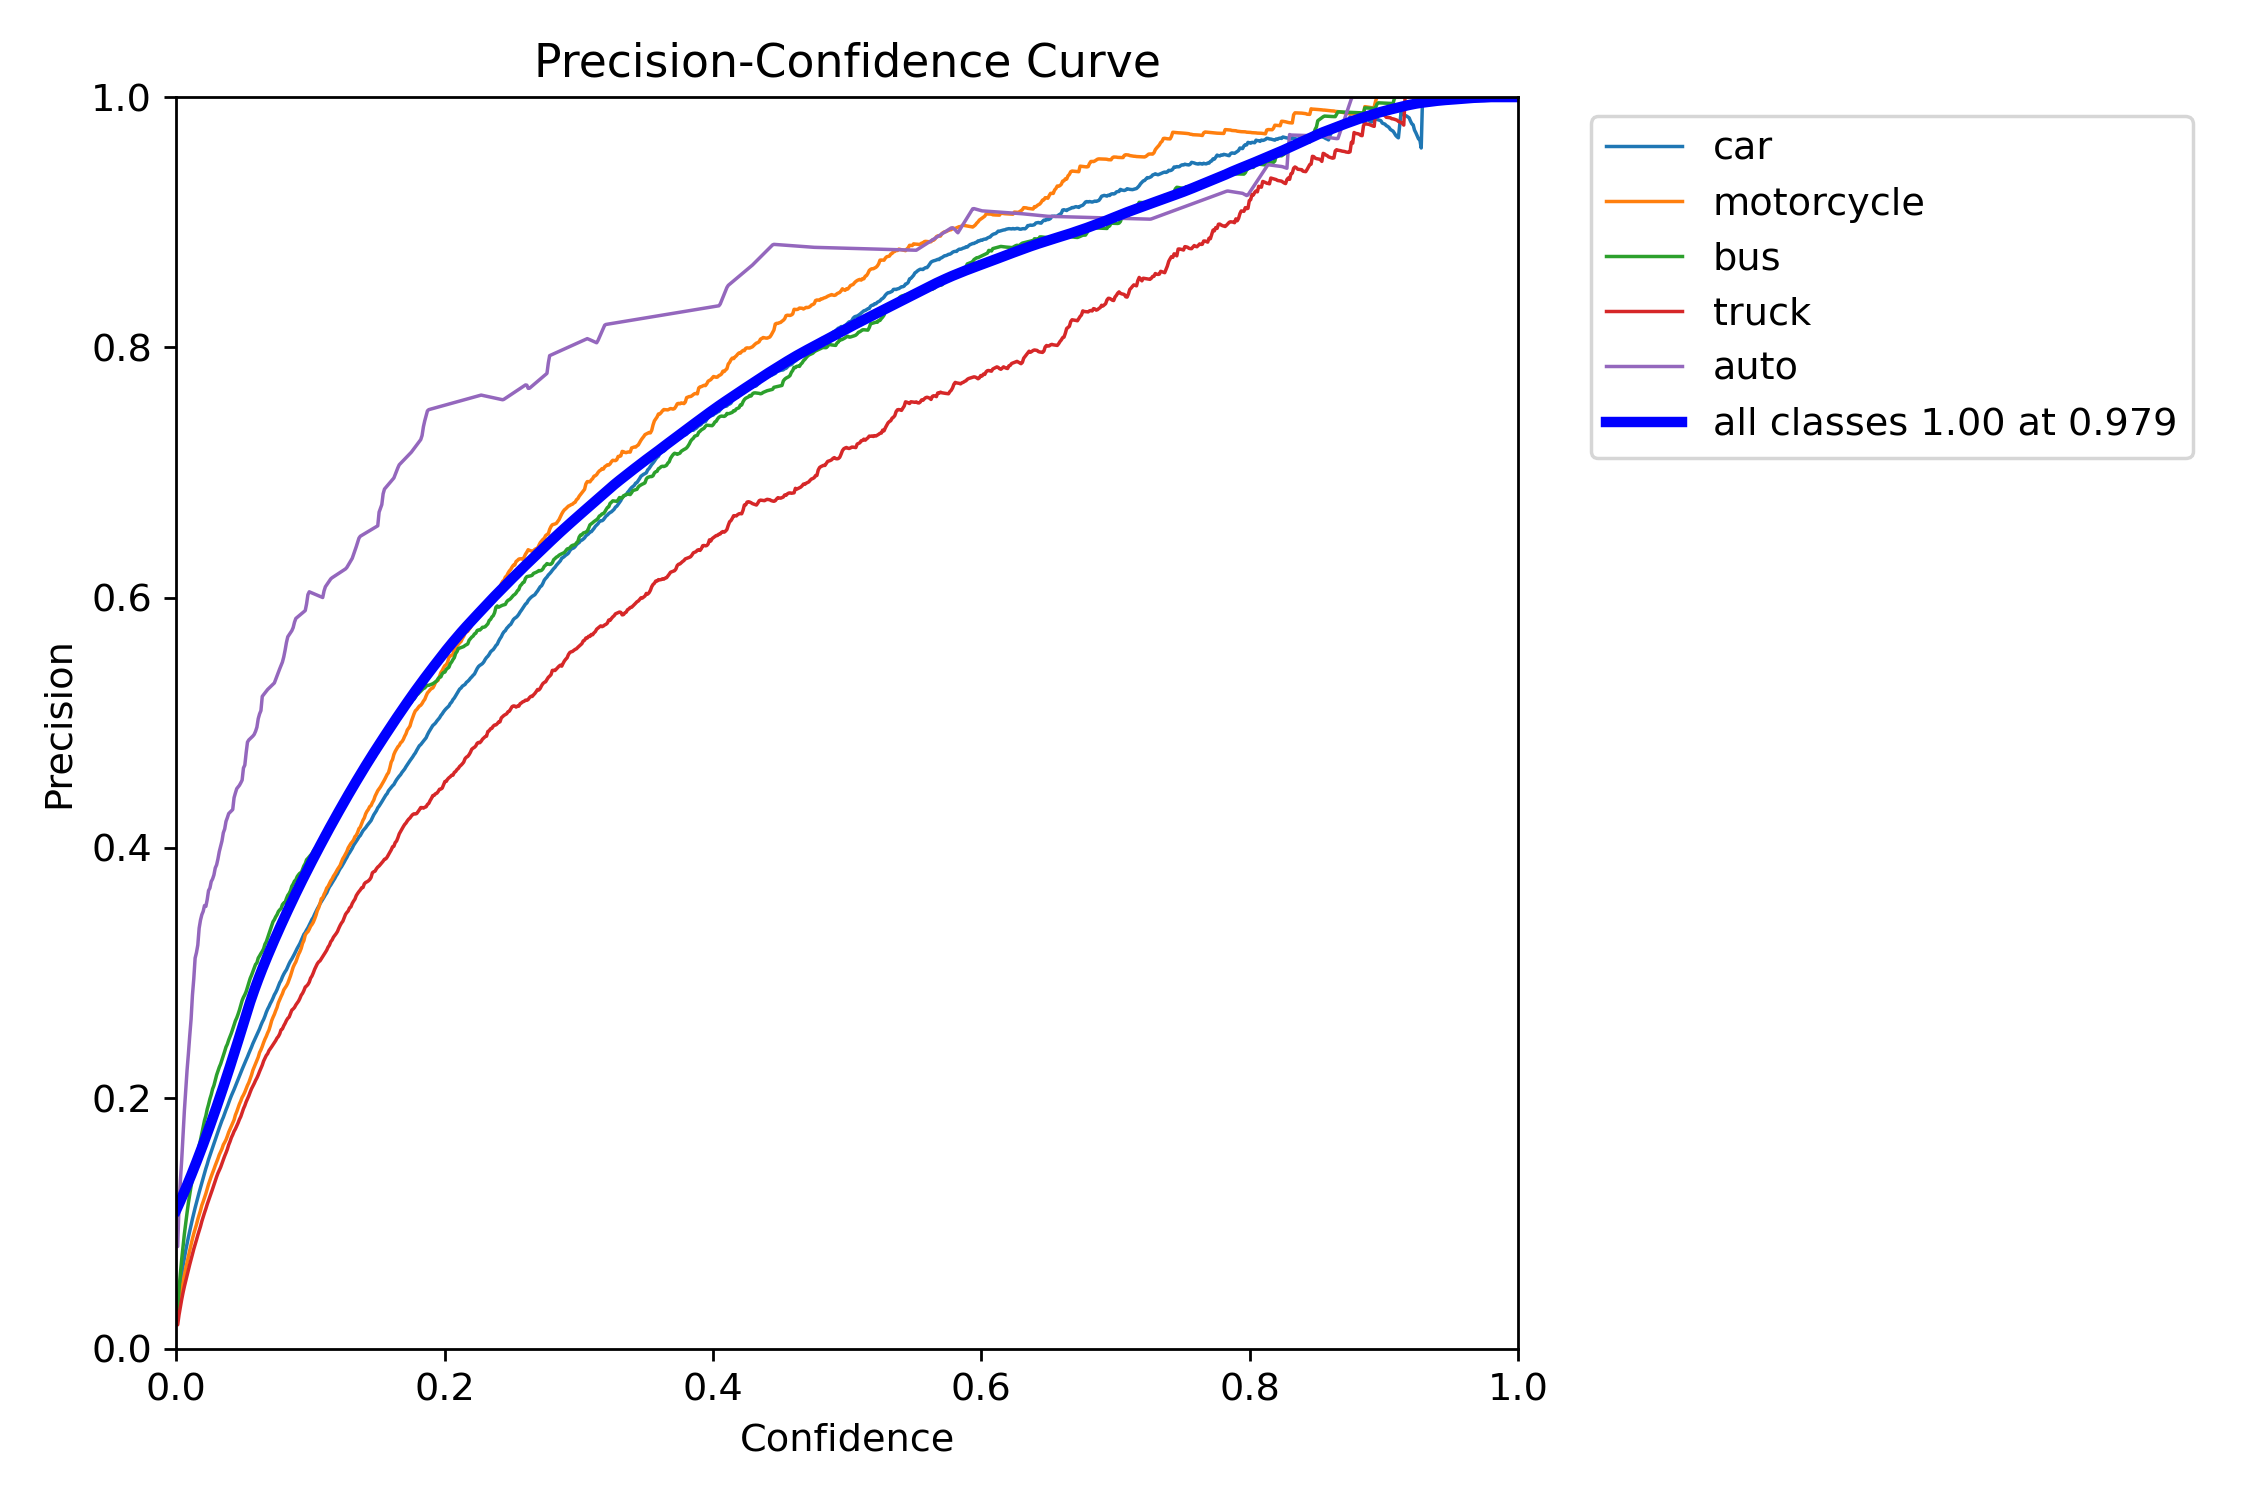 Precision-Confidence Curve
1.0
0.8
0.6
0.4
0.2
0.0
Precision
0.0 0.2 0.4 0.6 0.8 1.0
Confidence
car
motorcycle
bus
truck
auto
all classes 1.00 at 0.979